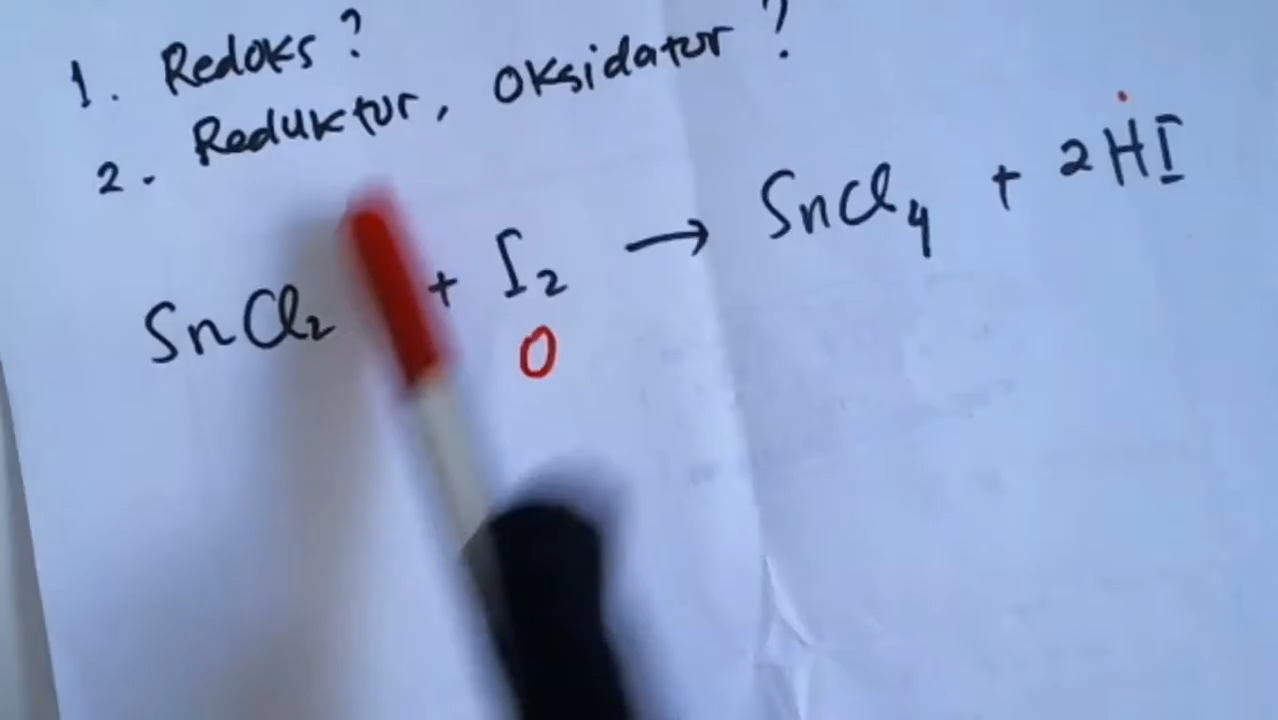 1. Redoks?
2. Reduktor, Oksidator?
SnCl₂ + I₂ → SnCl₄ + 2HI
0